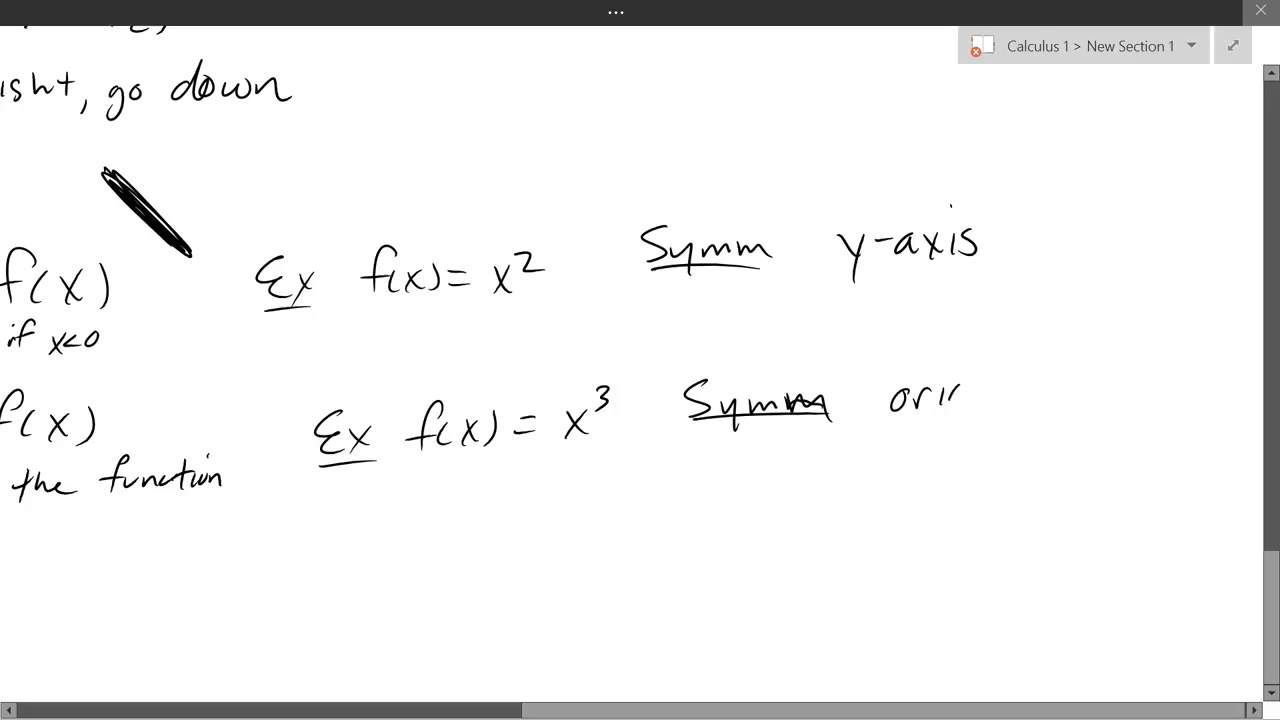 Calculus 1 > New Section 1
go down
f(x) Ex f(x) = x² Symm y-axis
if x<0
f(x) Ex f(x) = x³ Symm ori
the function